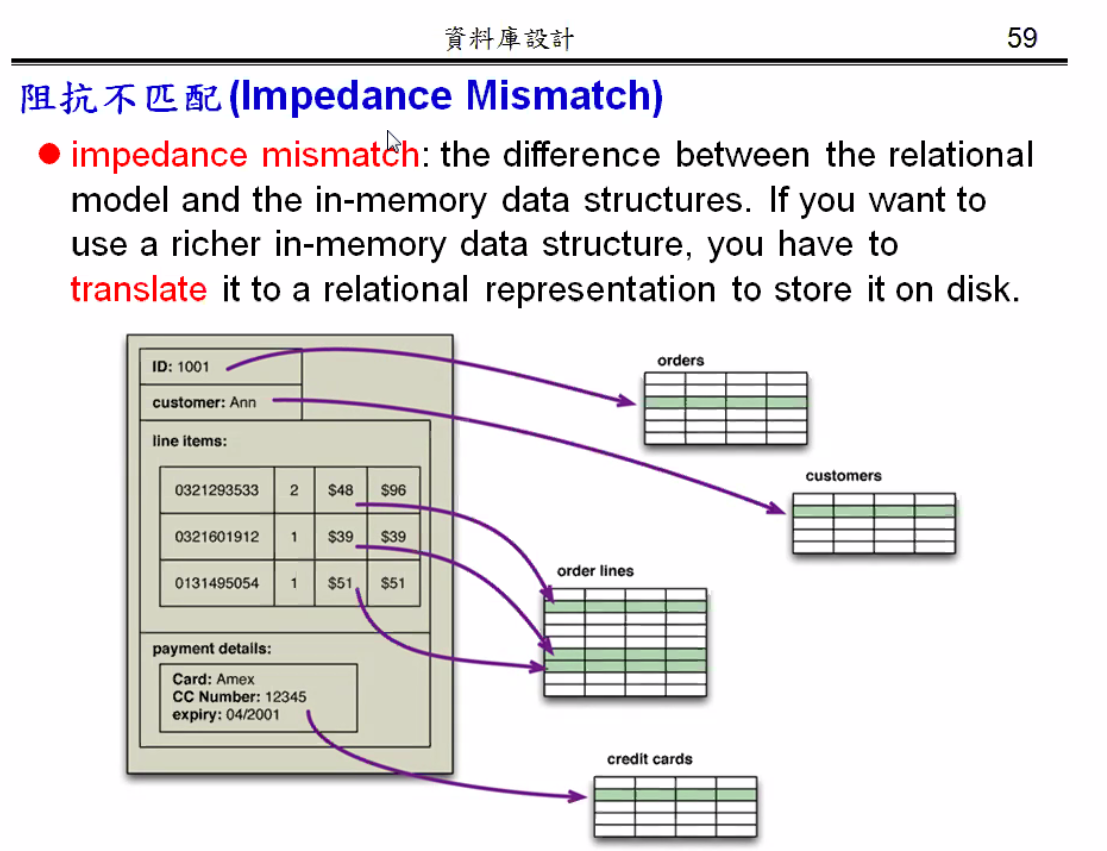 資料庫設計
59
阻抗不匹配(Impedance Mismatch)
impedance mismatch: the difference between the relational
model and the in-memory data structures. If you want to
use a richer in-memory data structure, you have to
translate it to a relational representation to store it on disk.
ID: 1001
customer: Ann
line items:
0321293533 2 $48 $96
0321601912 1 $39 $39
0131495054 1 $51 $51
payment details:
Card: Amex
CC Number: 12345
expiry: 04/2001
orders
customers
order lines
credit cards